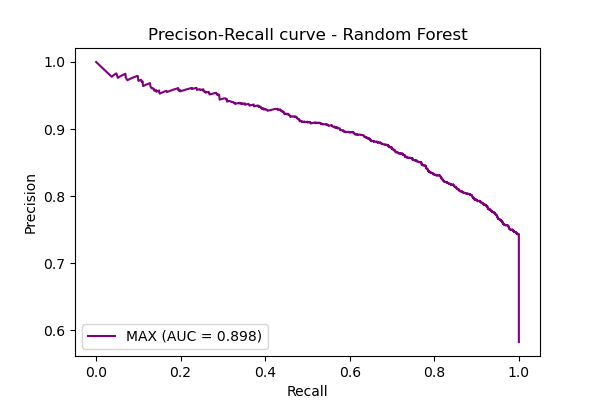 Precison-Recall curve - Random Forest
1.0
0.9
0.8
0.7
0.6
Precision
MAX (AUC = 0.898)
0.0 0.2 0.4 0.6 0.8 1.0
Recall